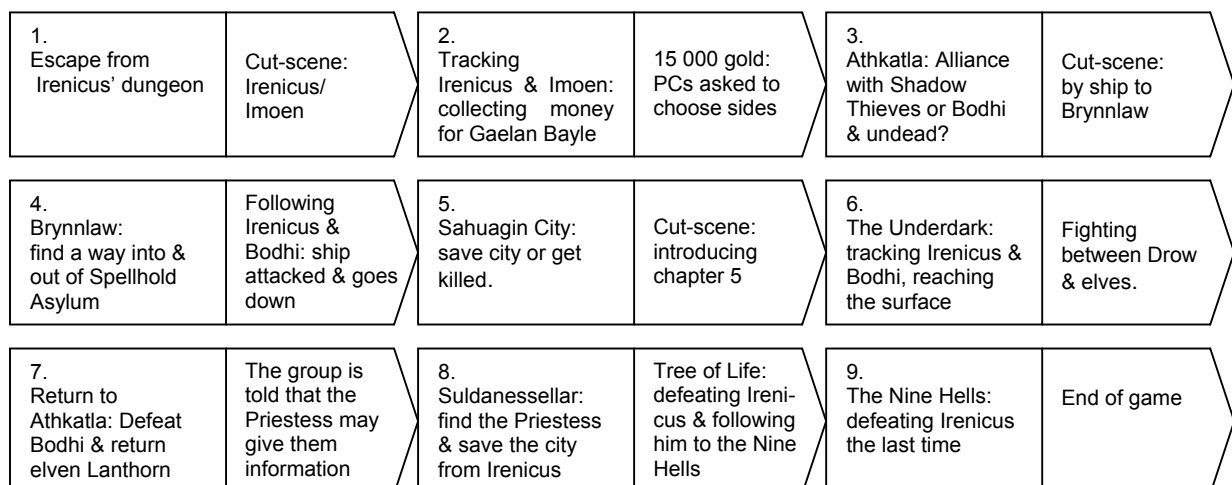 1.
Escape from
Irenicus’ dungeon
Cut-scene:
Irenicus/
Imoen
2.
Tracking
Irenicus & Imoen:
collecting money
for Gaelan Bayle
15 000 gold:
PCs asked to
choose sides
3.
Athkatla: Alliance
with Shadow
Thieves or Bodhi
& undead?
Cut-scene:
by ship to
Brynnlaw
4.
Brynnlaw:
find a way into &
out of Spellhold
Asylum
Following
Irenicus &
Bodhi: ship
attacked & goes
down
5.
Sahuagin City:
save city or get
killed.
Cut-scene:
introducing
chapter 5
6.
The Underdark:
tracking Irenicus &
Bodhi, reaching
the surface
Fighting
between Drow
& elves.
7.
Return to
Athkatla: Defeat
Bodhi & return
elven Lanthorn
The group is
told that the
Priestess may
give them
information
8.
Suldanessellar:
find the Priestess
& save the city
from Irenicus
Tree of Life:
defeating Ireni-
cus & following
him to the Nine
Hells
9.
The Nine Hells:
defeating Irenicus
the last time
End of game